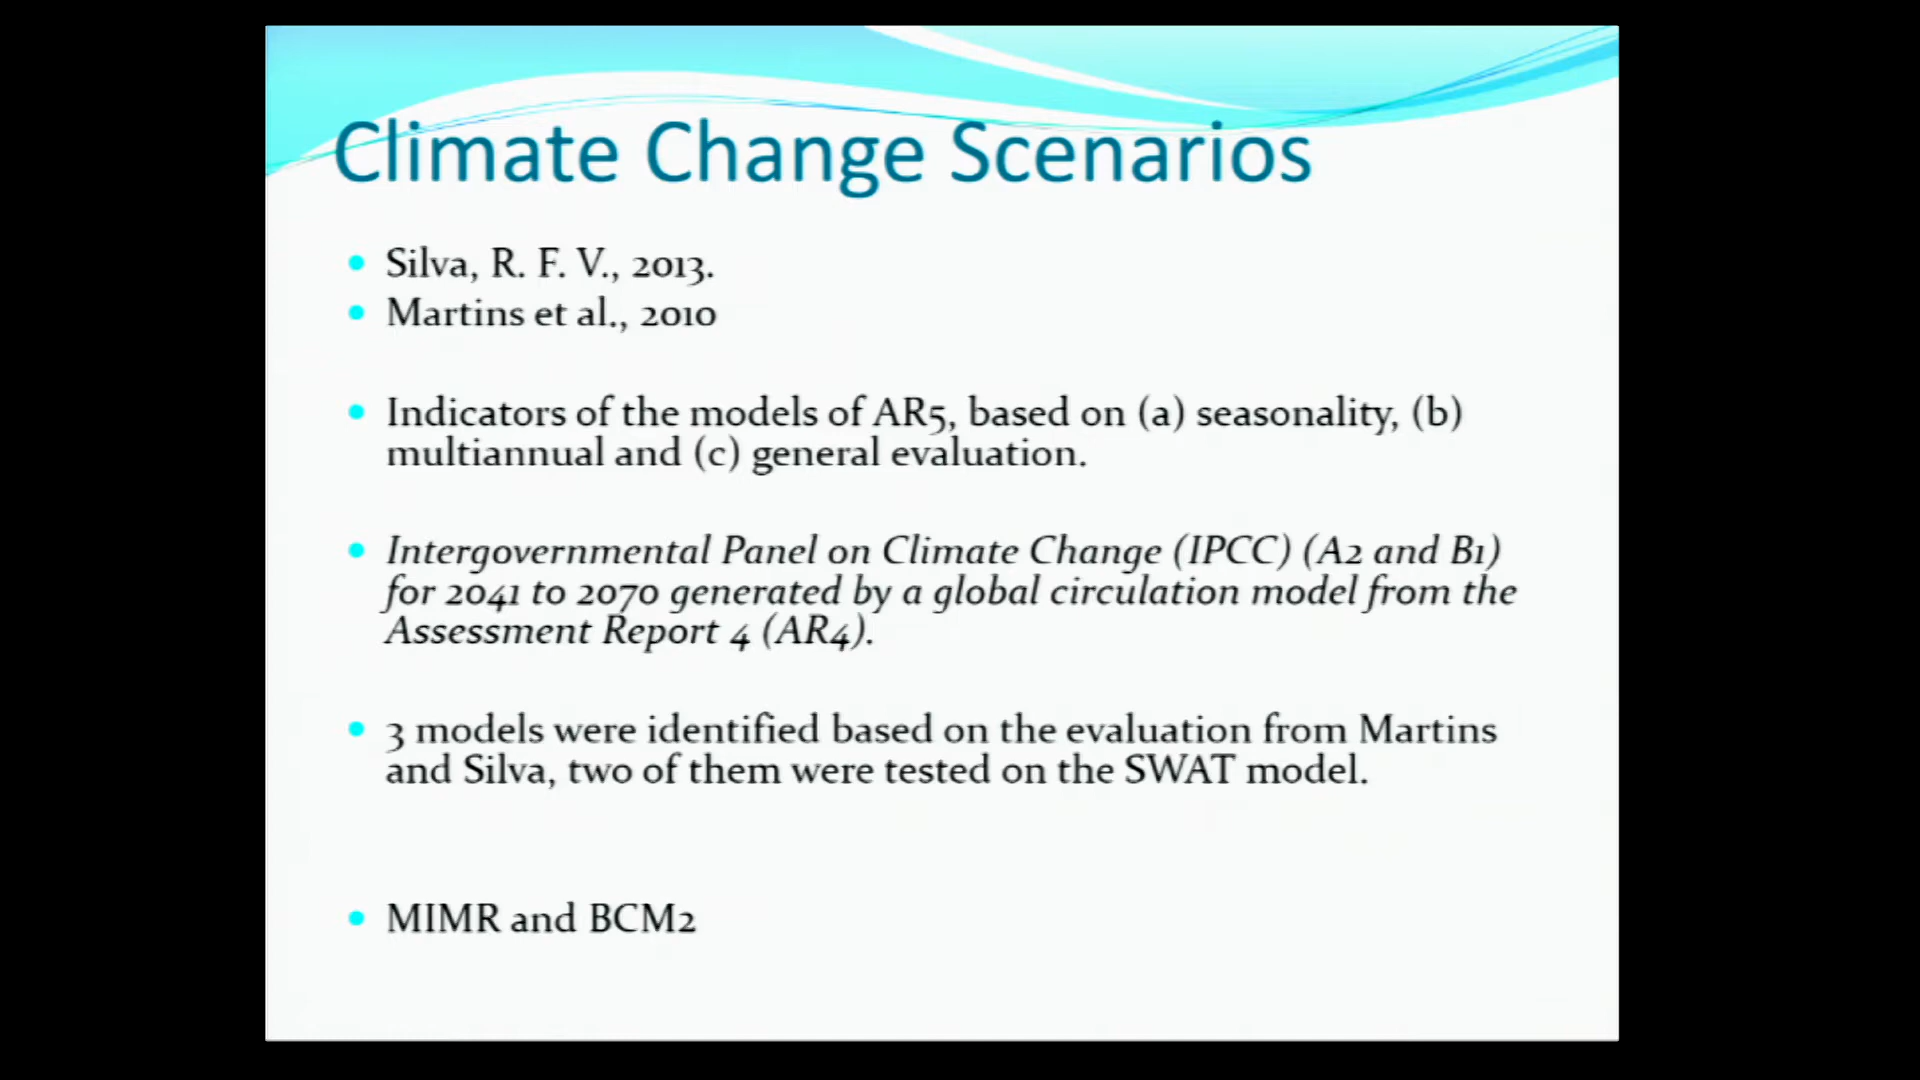 Climate Change Scenarios
Silva, R. F. V., 2013.
Martins et al., 2010
Indicators of the models of AR5, based on (a) seasonality, (b)
multiannual and (c) general evaluation.
Intergovernmental Panel on Climate Change (IPCC) (A2 and B1)
for 2041 to 2070 generated by a global circulation model from the
Assessment Report 4 (AR4).
3 models were identified based on the evaluation from Martins
and Silva, two of them were tested on the SWAT model.
MIMR and BCM2